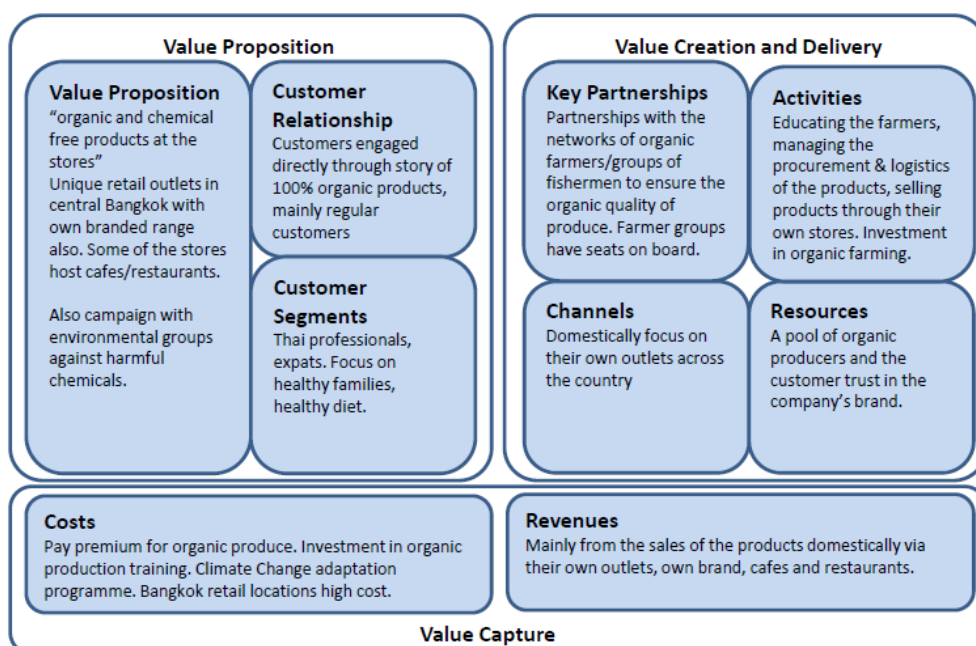 Value Proposition
Value Proposition
“organic and chemical
free products at the
stores”
Unique retail outlets in
central Bangkok with
own branded range
also. Some of the stores
host cafes/restaurants.
Also campaign with
environmental groups
against harmful
chemicals.
Customer
Relationship
Customers engaged
directly through story of
100% organic products,
mainly regular
customers
Customer
Segments
Thai professionals,
expats. Focus on
healthy families,
healthy diet.
Value Creation and Delivery
Key Partnerships
Partnerships with the
networks of organic
farmers/groups of
fishermen to ensure the
organic quality of
produce. Farmer groups
have seats on board.
Activities
Educating the farmers,
managing the
procurement & logistics
of the products, selling
products through their
own stores. Investment
in organic farming.
Channels
Domestically focus on
their own outlets across
the country
Resources
A pool of organic
producers and the
customer trust in the
company’s brand.
Costs
Pay premium for organic produce. Investment in organic
production training. Climate Change adaptation
programme. Bangkok retail locations high cost.
Revenues
Mainly from the sales of the products domestically via
their own outlets, own brand, cafes and restaurants.
Value Capture